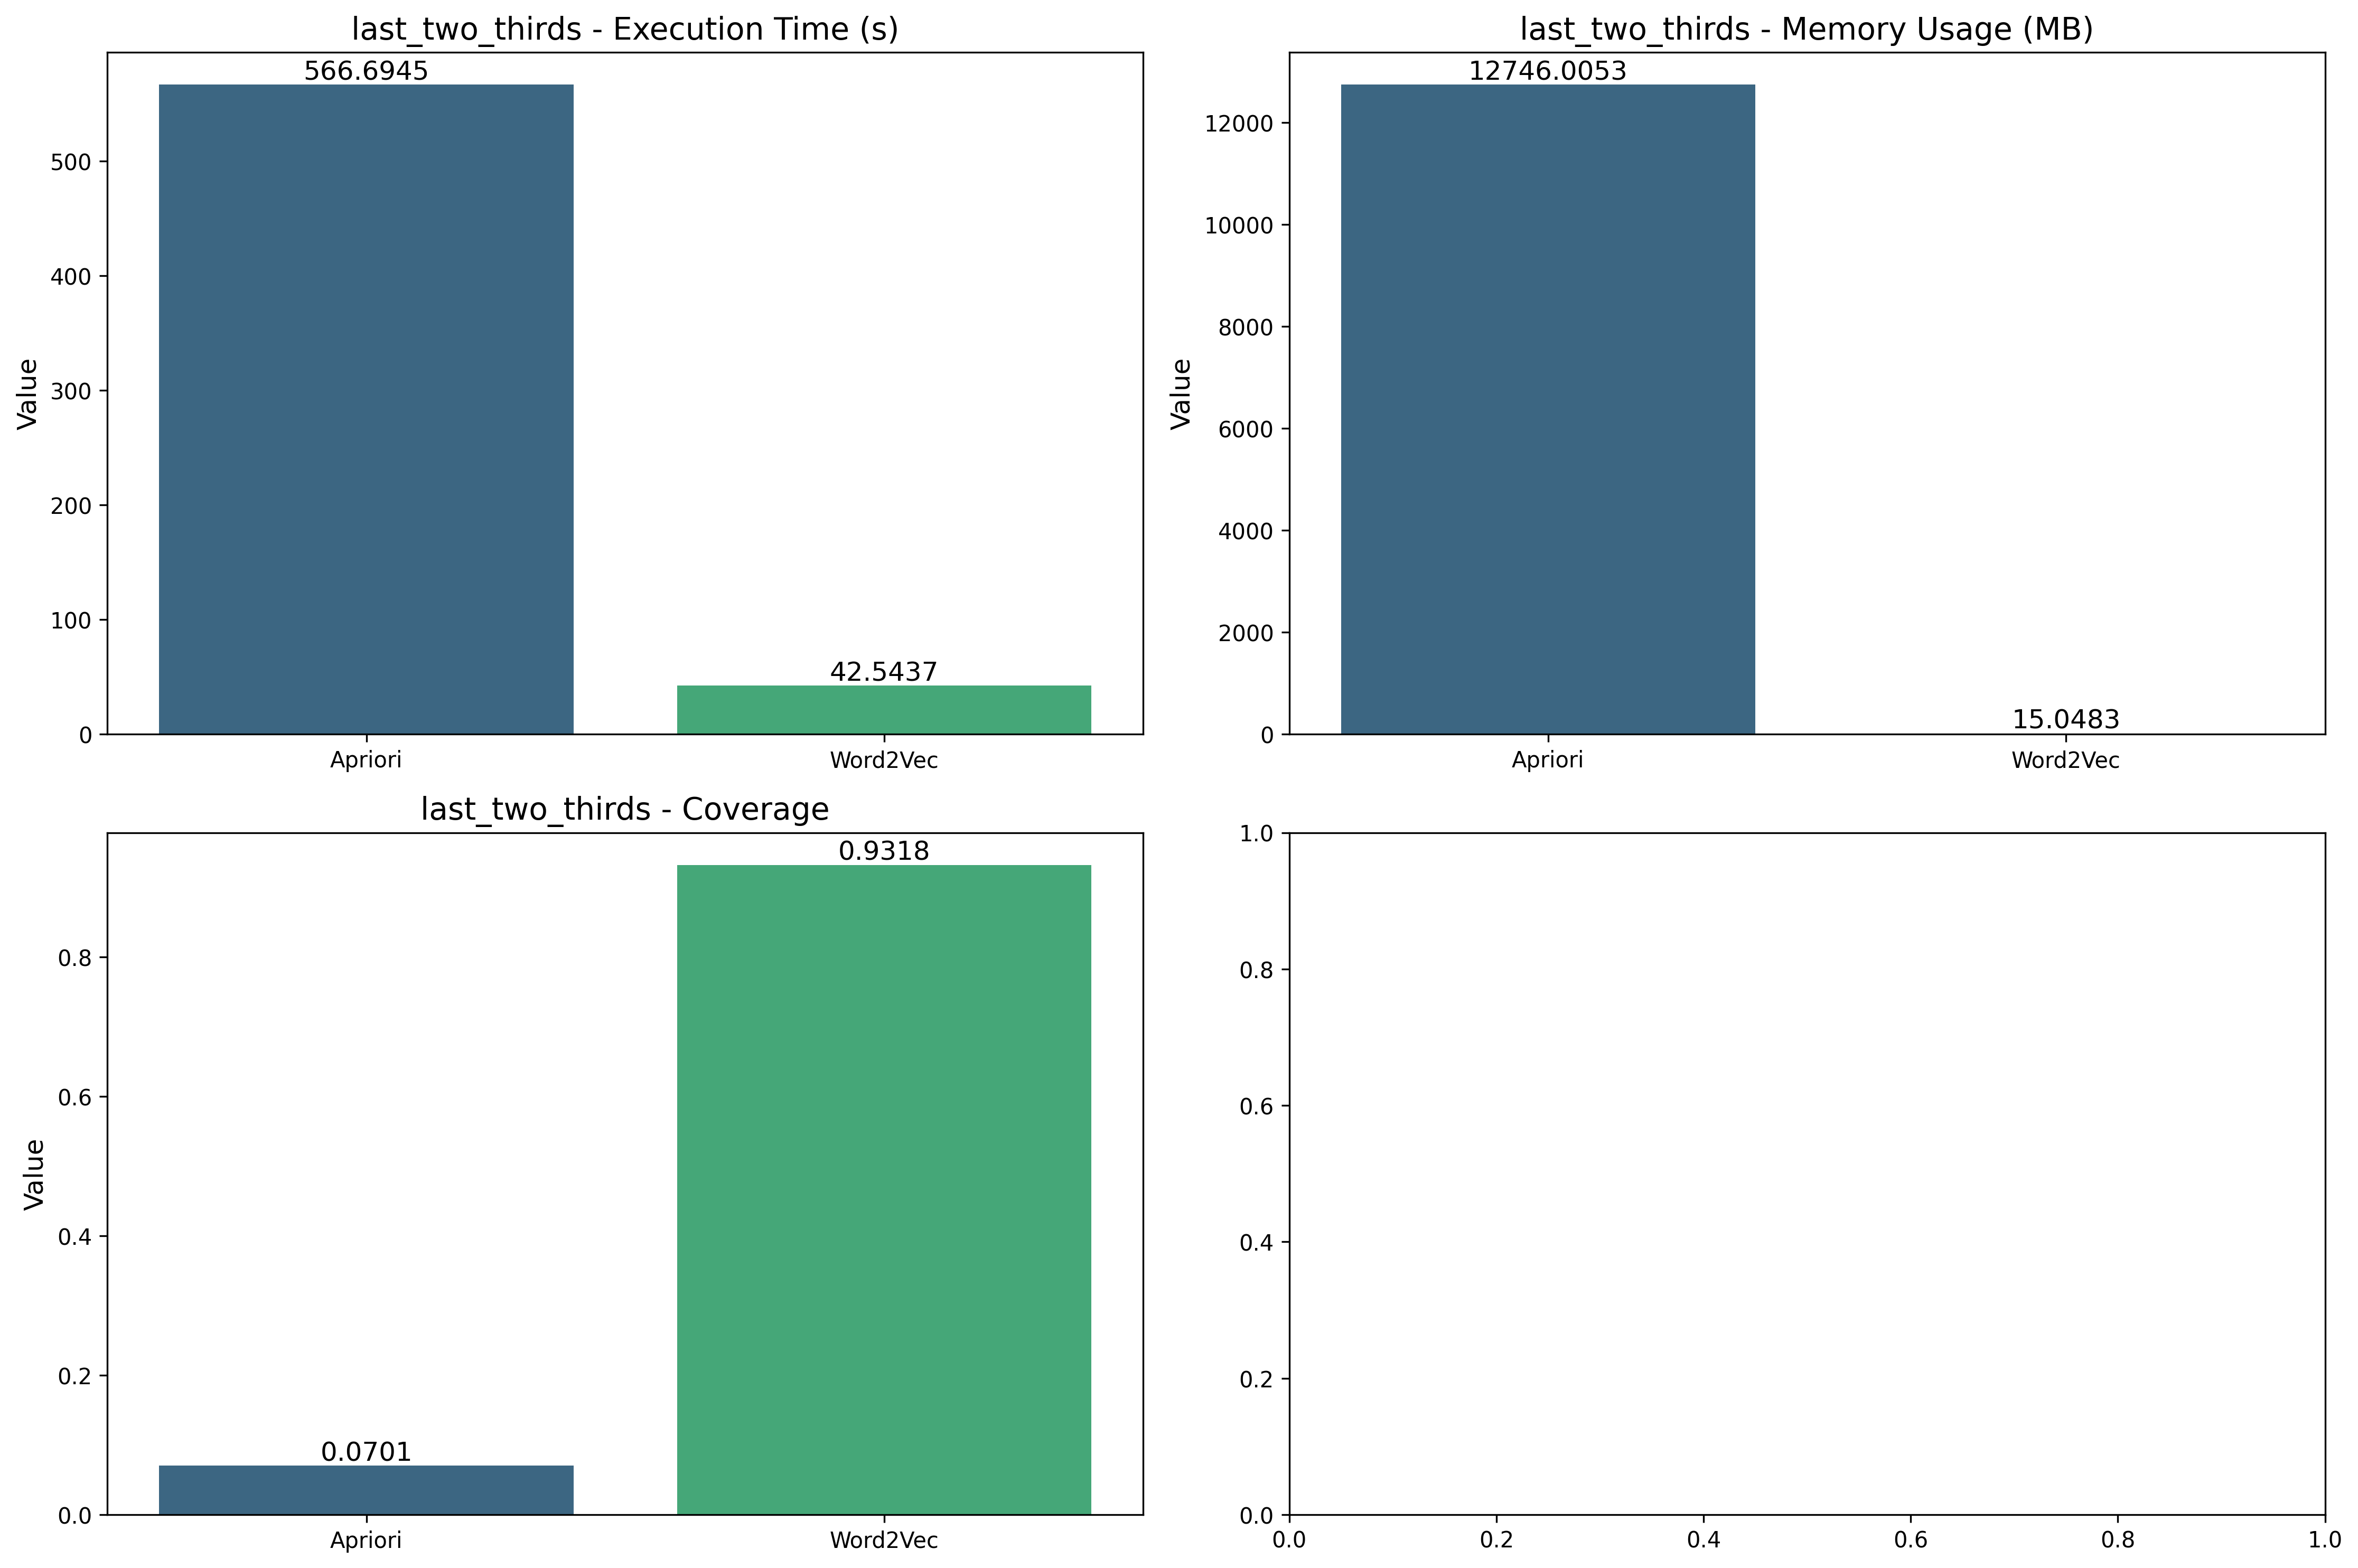 last_two_thirds - Execution Time (s)
566.6945
500
400
300
200
100
0
Value
42.5437
Apriori
Word2Vec
last_two_thirds - Memory Usage (MB)
12746.0053
12000
10000
8000
6000
4000
2000
0
Value
15.0483
Apriori
Word2Vec
last_two_thirds - Coverage
0.9318
0.8
0.6
0.4
0.2
0.0
Value
0.0701
Apriori
Word2Vec
1.0
0.8
0.6
0.4
0.2
0.0
0.0 0.2 0.4 0.6 0.8 1.0